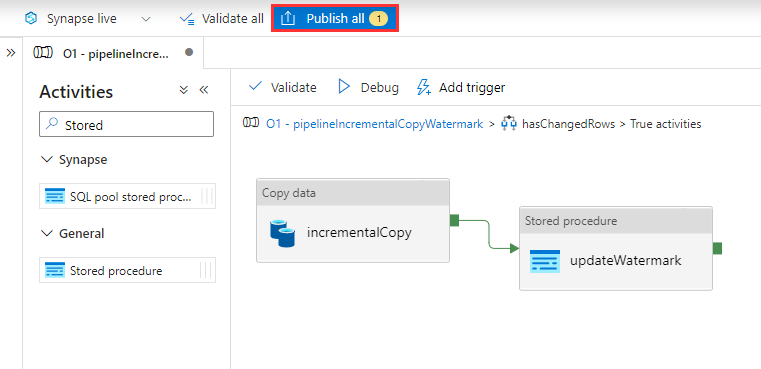 Synapse live
Validate all
Publish all 1
O1 - pipelineIncre...
Activities
Stored
Synapse
SQL pool stored proc...
General
Stored procedure
Validate
Debug
Add trigger
O1 - pipelineIncrementalCopyWatermark > hasChangedRows > True activities
Copy data
incrementalCopy
Stored procedure
updateWatermark